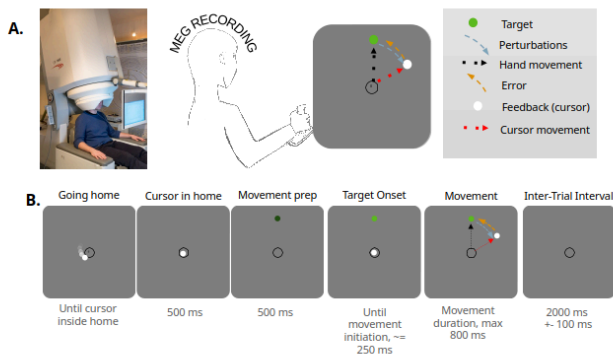 A.
MEG RECORDING
Target
Perturbations
Hand movement
Error
Feedback (cursor)
Cursor movement
B.
Going home
Cursor in home
Movement prep
Target Onset
Movement
Inter-Trial Interval
Until cursor
inside home
500 ms
500 ms
Until
movement
initiation, ~=
250 ms
Movement
duration, max
800 ms
2000 ms
+- 100 ms